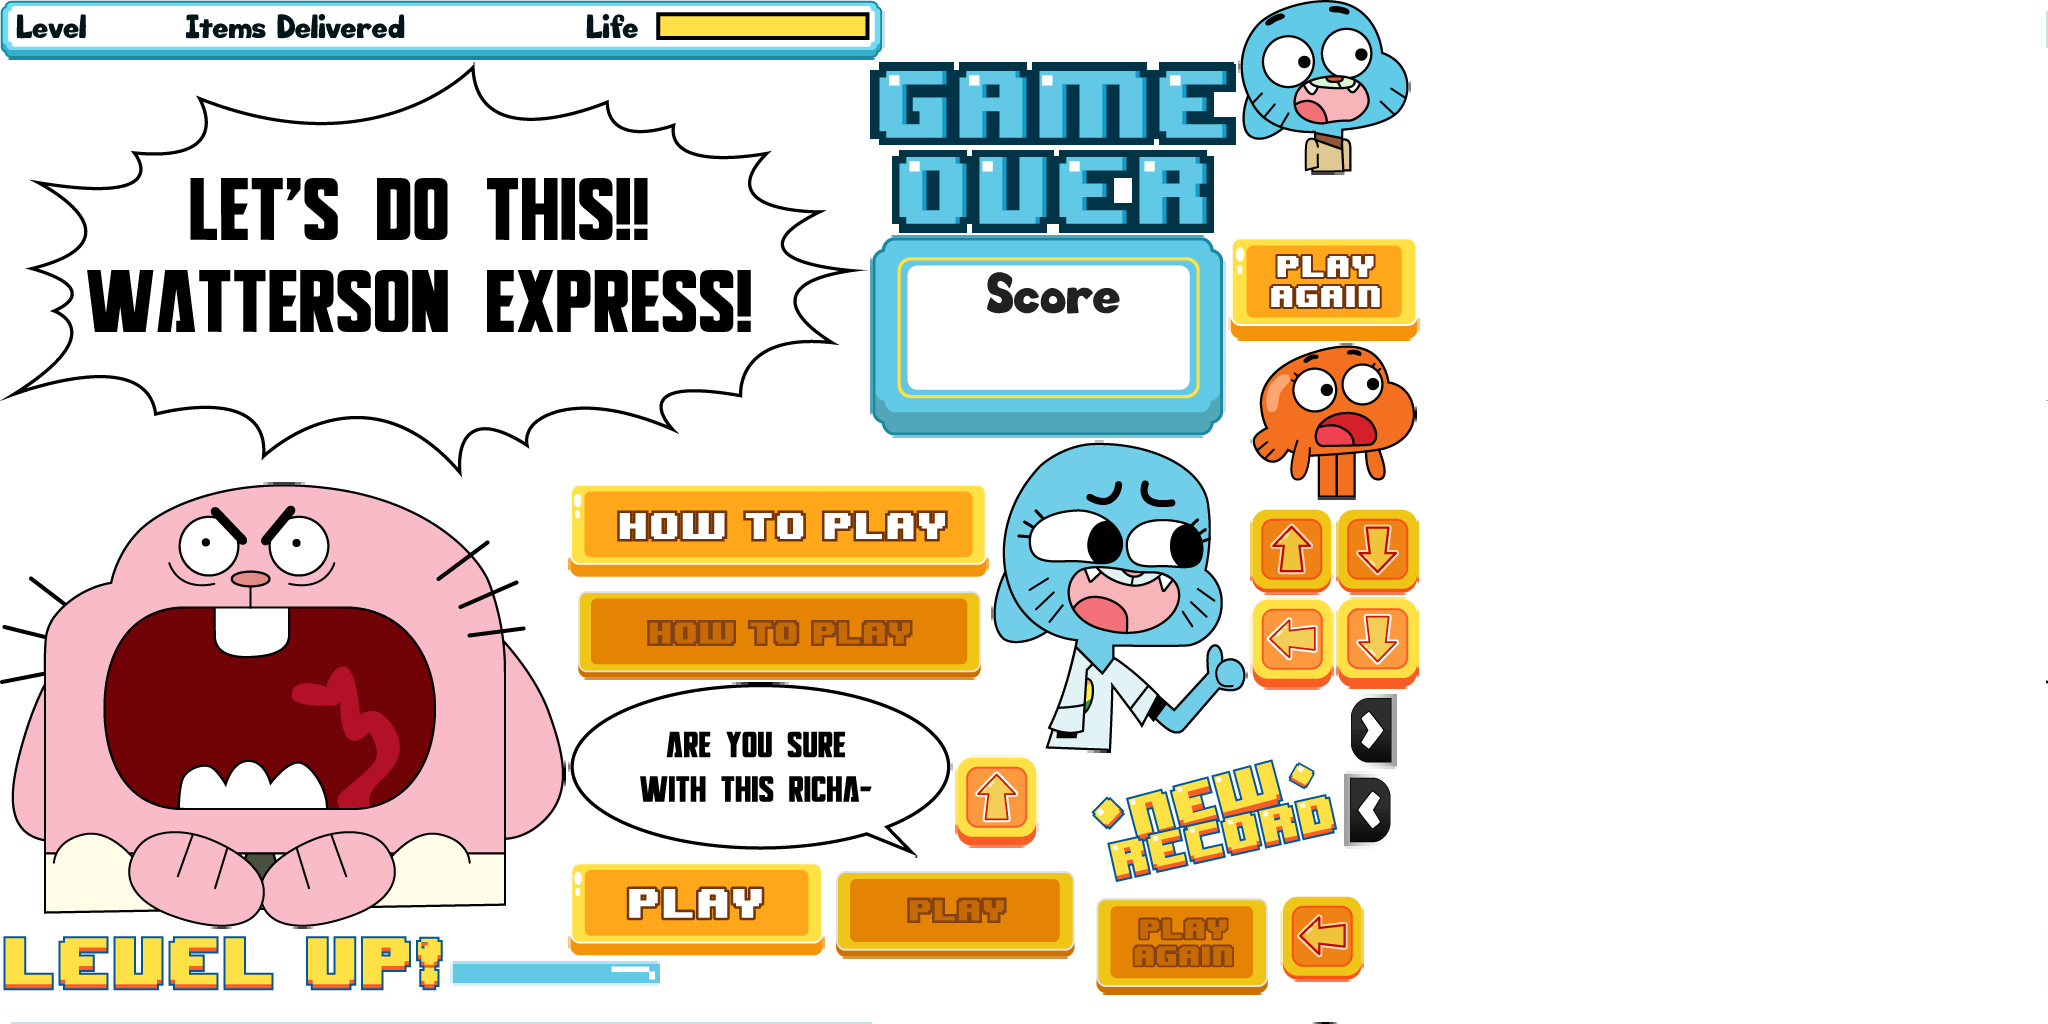 Level Items Delivered Life
GAME
OVER
LET'S DO THIS!!
WATTERSON EXPRESS!
Score
PLAY
AGAIN
HOW TO PLAY
HOW TO PLAY
ARE YOU SURE
WITH THIS RICHA-
NEW
RECORD
PLAY
PLAY
PLAY
AGAIN
LEVEL UP!